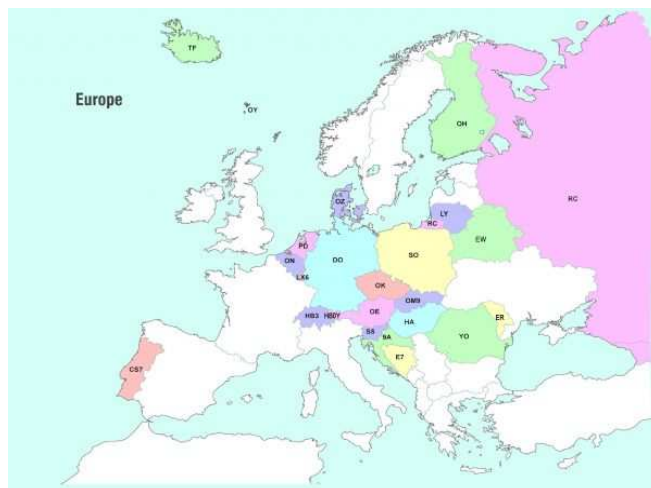 TF
Europe
OY
OH
RC
OZ
LY
RC
EW
PD
ON
DO
SO
LX6
OK
OM9
HB3
HB0Y
OE
HA
ER
S5
9A
YO
E7
CS7